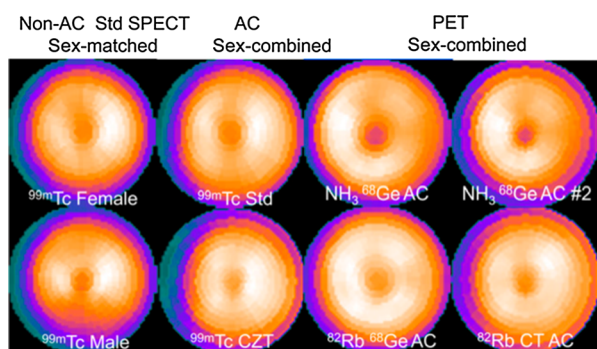 Non-AC Std SPECT
Sex-matched
AC
Sex-combined
PET
Sex-combined
⁹⁹ᵐTc Female
⁹⁹ᵐTc Std
NH₃ ⁶⁸Ge AC
NH₃ ⁶⁸Ge AC #2
⁹⁹ᵐTc Male
⁹⁹ᵐTc CZT
⁸²Rb ⁶⁸Ge AC
⁸²Rb CT AC